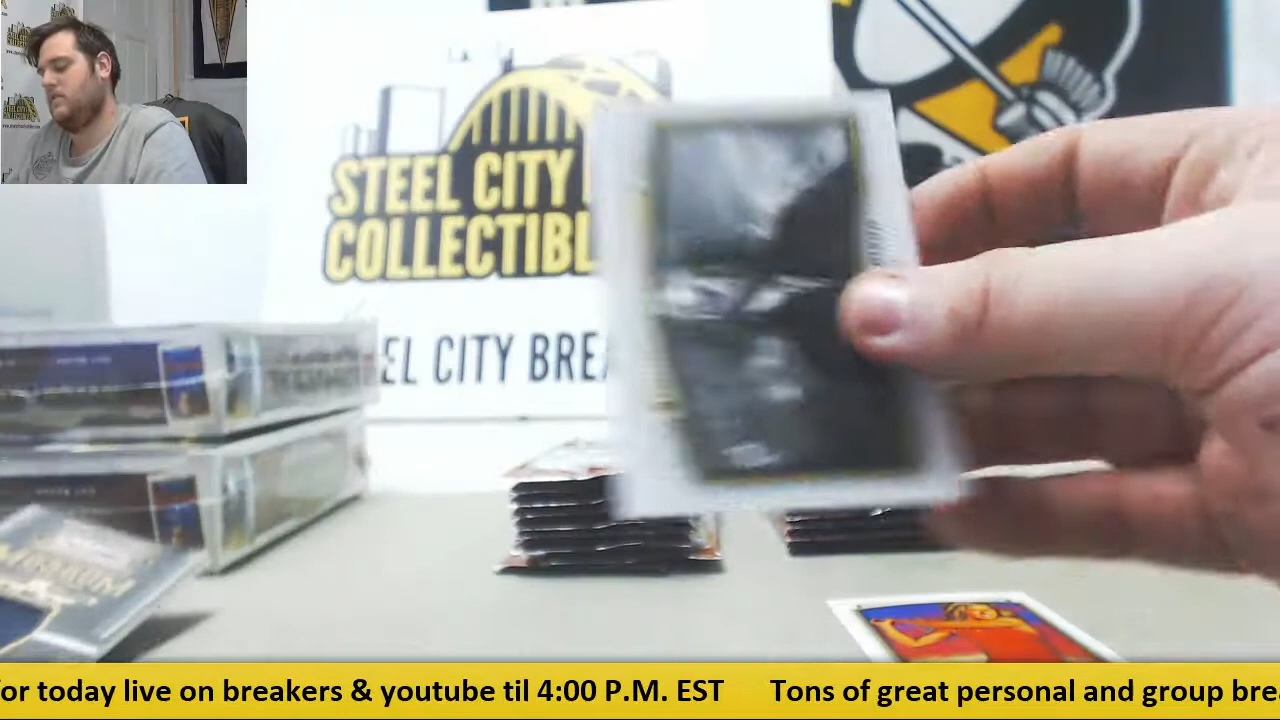 STEEL CITY
COLLECTIBL
EL CITY BREA
or today live on breakers & youtube til 4:00 P.M. EST Tons of great personal and group brea